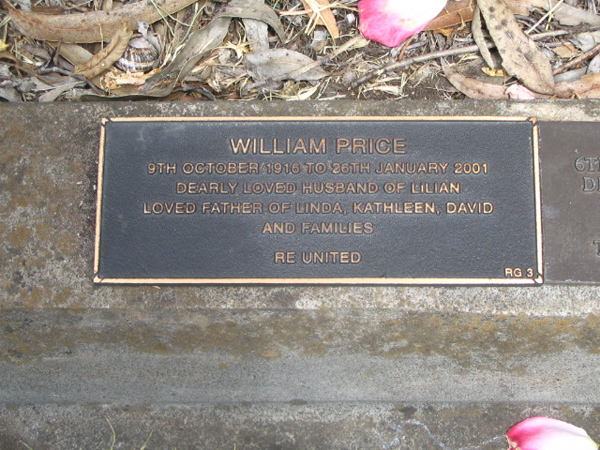 WILLIAM PRICE
9TH OCTOBER 1916 TO 26TH JANUARY 2001
DEARLY LOVED HUSBAND OF LILIAN
LOVED FATHER OF LINDA, KATHLEEN, DAVID
AND FAMILIES
RE UNITED
RG 3
6TH